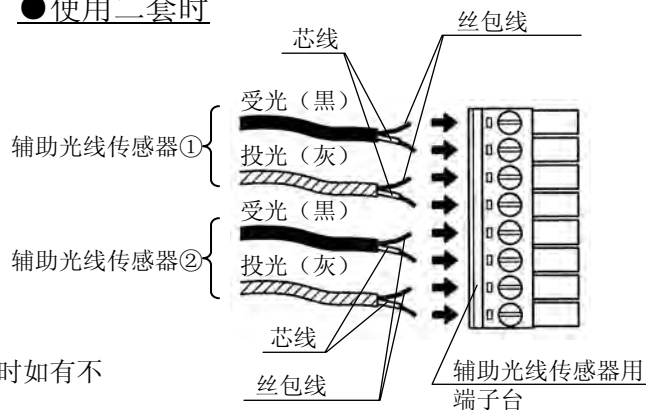 ●使用二套时
芯线
丝包线
受光（黒）
辅助光线传感器①
投光（灰）
受光（黒）
辅助光线传感器②
投光（灰）
芯线
时如有不
丝包线
辅助光线传感器用
端子台